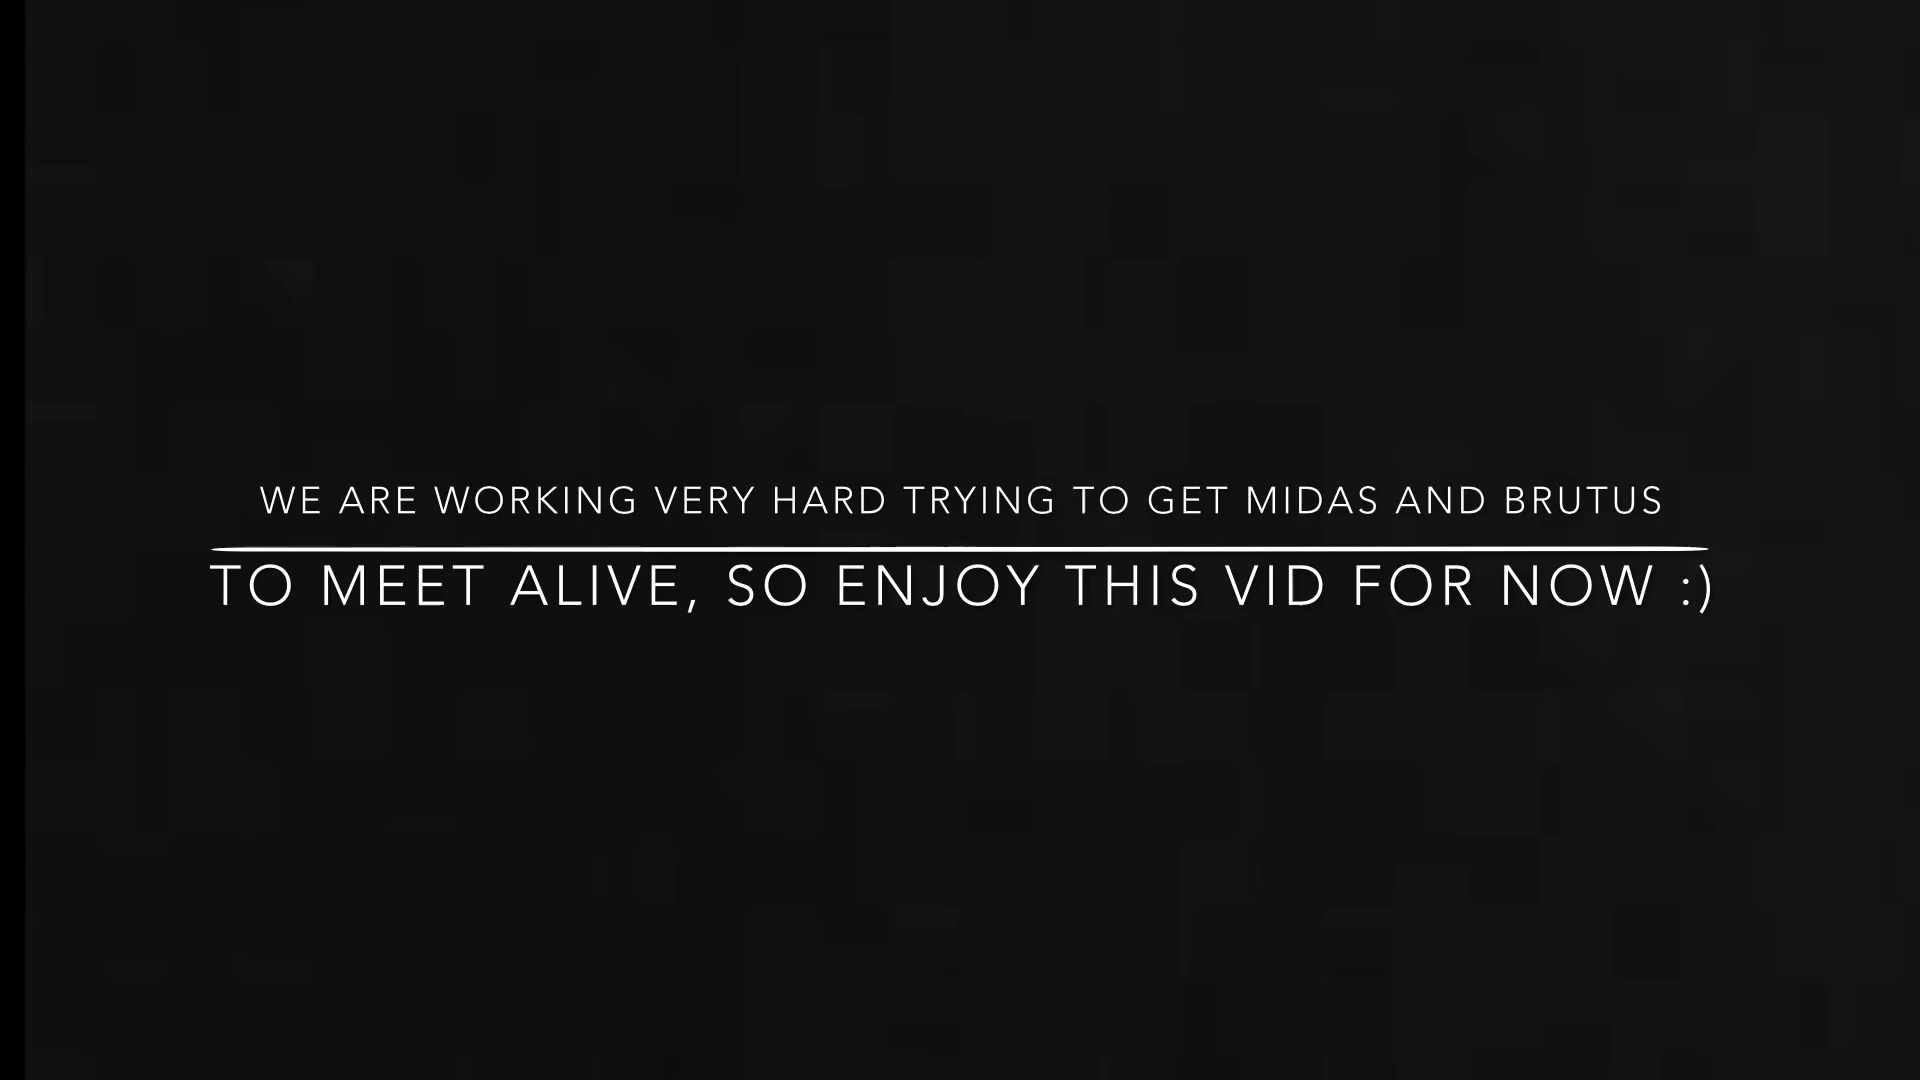 WE ARE WORKING VERY HARD TRYING TO GET MIDAS AND BRUTUS
TO MEET ALIVE, SO ENJOY THIS VID FOR NOW :)